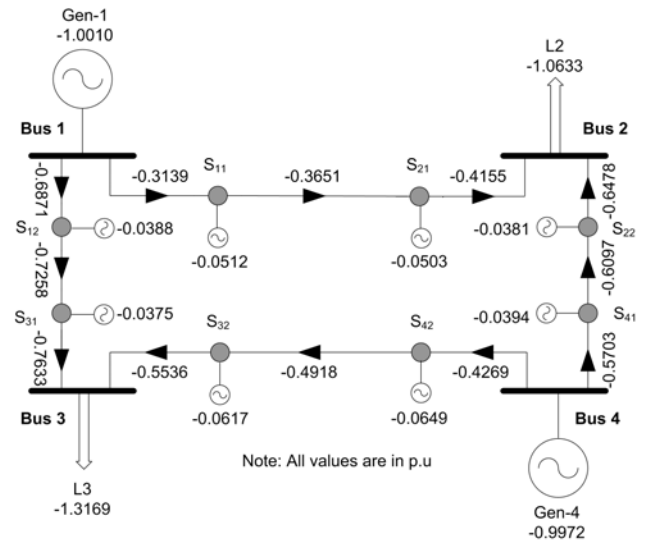 Gen-1
-1.0010
L2
-1.0633
Bus 1
Bus 2
-0.3139
S11
-0.3651
S21
-0.4155
-0.6871
-0.6478
S12
-0.0388
-0.0512
-0.0503
-0.0381
S22
-0.7258
-0.6097
S31
-0.0375
S32
S42
-0.0394
S41
-0.7633
-0.5536
-0.4918
-0.4269
-0.5703
Bus 3
-0.0617
-0.0649
Bus 4
Note: All values are in p.u
L3
-1.3169
Gen-4
-0.9972